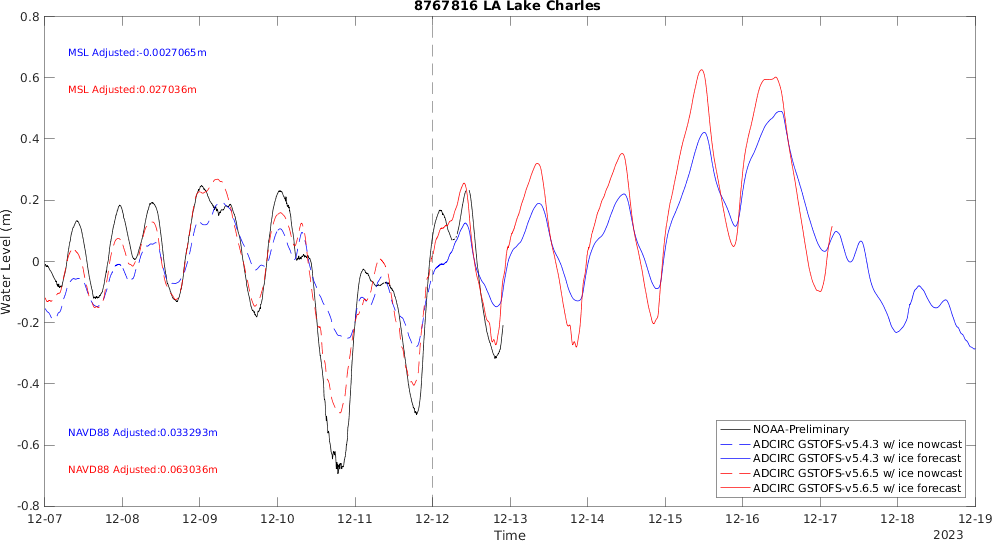 8767816 LA Lake Charles
0.8
0.6
0.4
0.2
0
-0.2
-0.4
-0.6
-0.8
Water Level (m)
MSL Adjusted:-0.0027065m
MSL Adjusted:0.027036m
NAVD88 Adjusted:0.033293m
NAVD88 Adjusted:0.063036m
NOAA-Preliminary
ADCIRC GSTOFS-v5.4.3 w/ ice nowcast
ADCIRC GSTOFS-v5.4.3 w/ ice forecast
ADCIRC GSTOFS-v5.6.5 w/ ice nowcast
ADCIRC GSTOFS-v5.6.5 w/ ice forecast
12-07 12-08 12-09 12-10 12-11 12-12 12-13 12-14 12-15 12-16 12-17 12-18 12-19
Time
2023